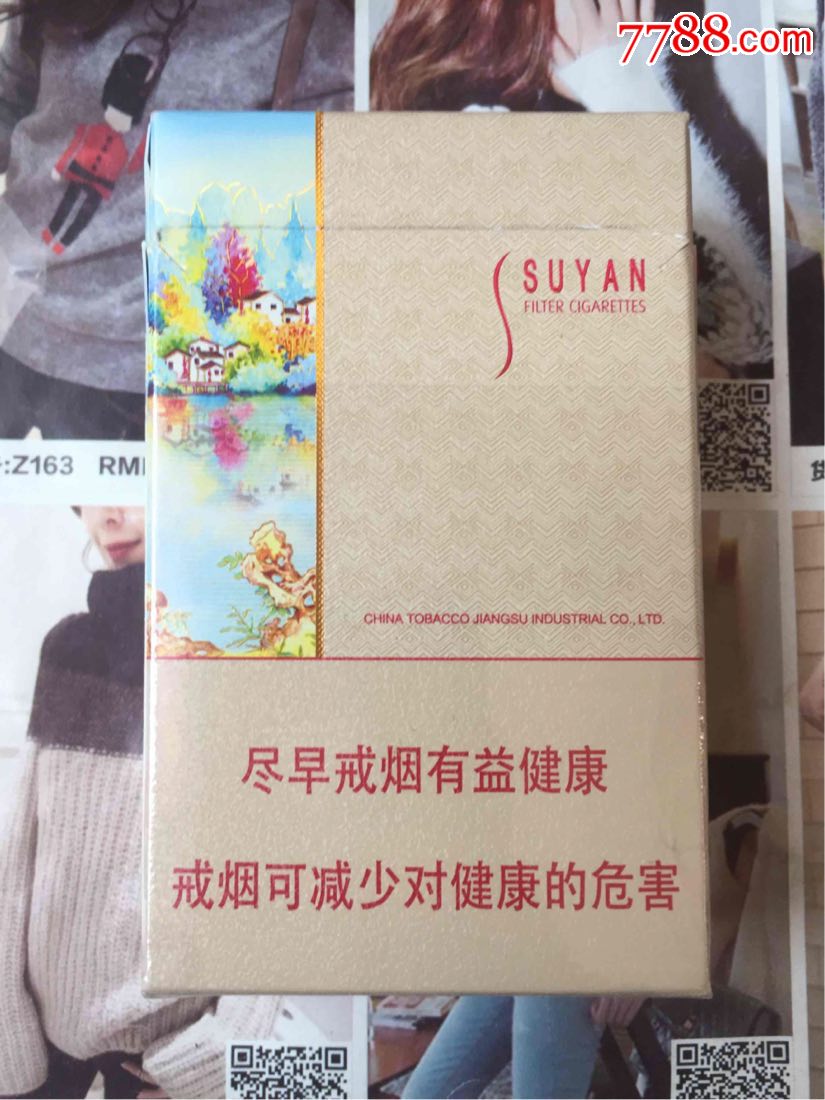 7788.com
SUYAN
FILTER CIGARETTES
:Z163 RM
CHINA TOBACCO JIANGSU INDUSTRIAL CO., LTD.
尽早戒烟有益健康
戒烟可减少对健康的危害